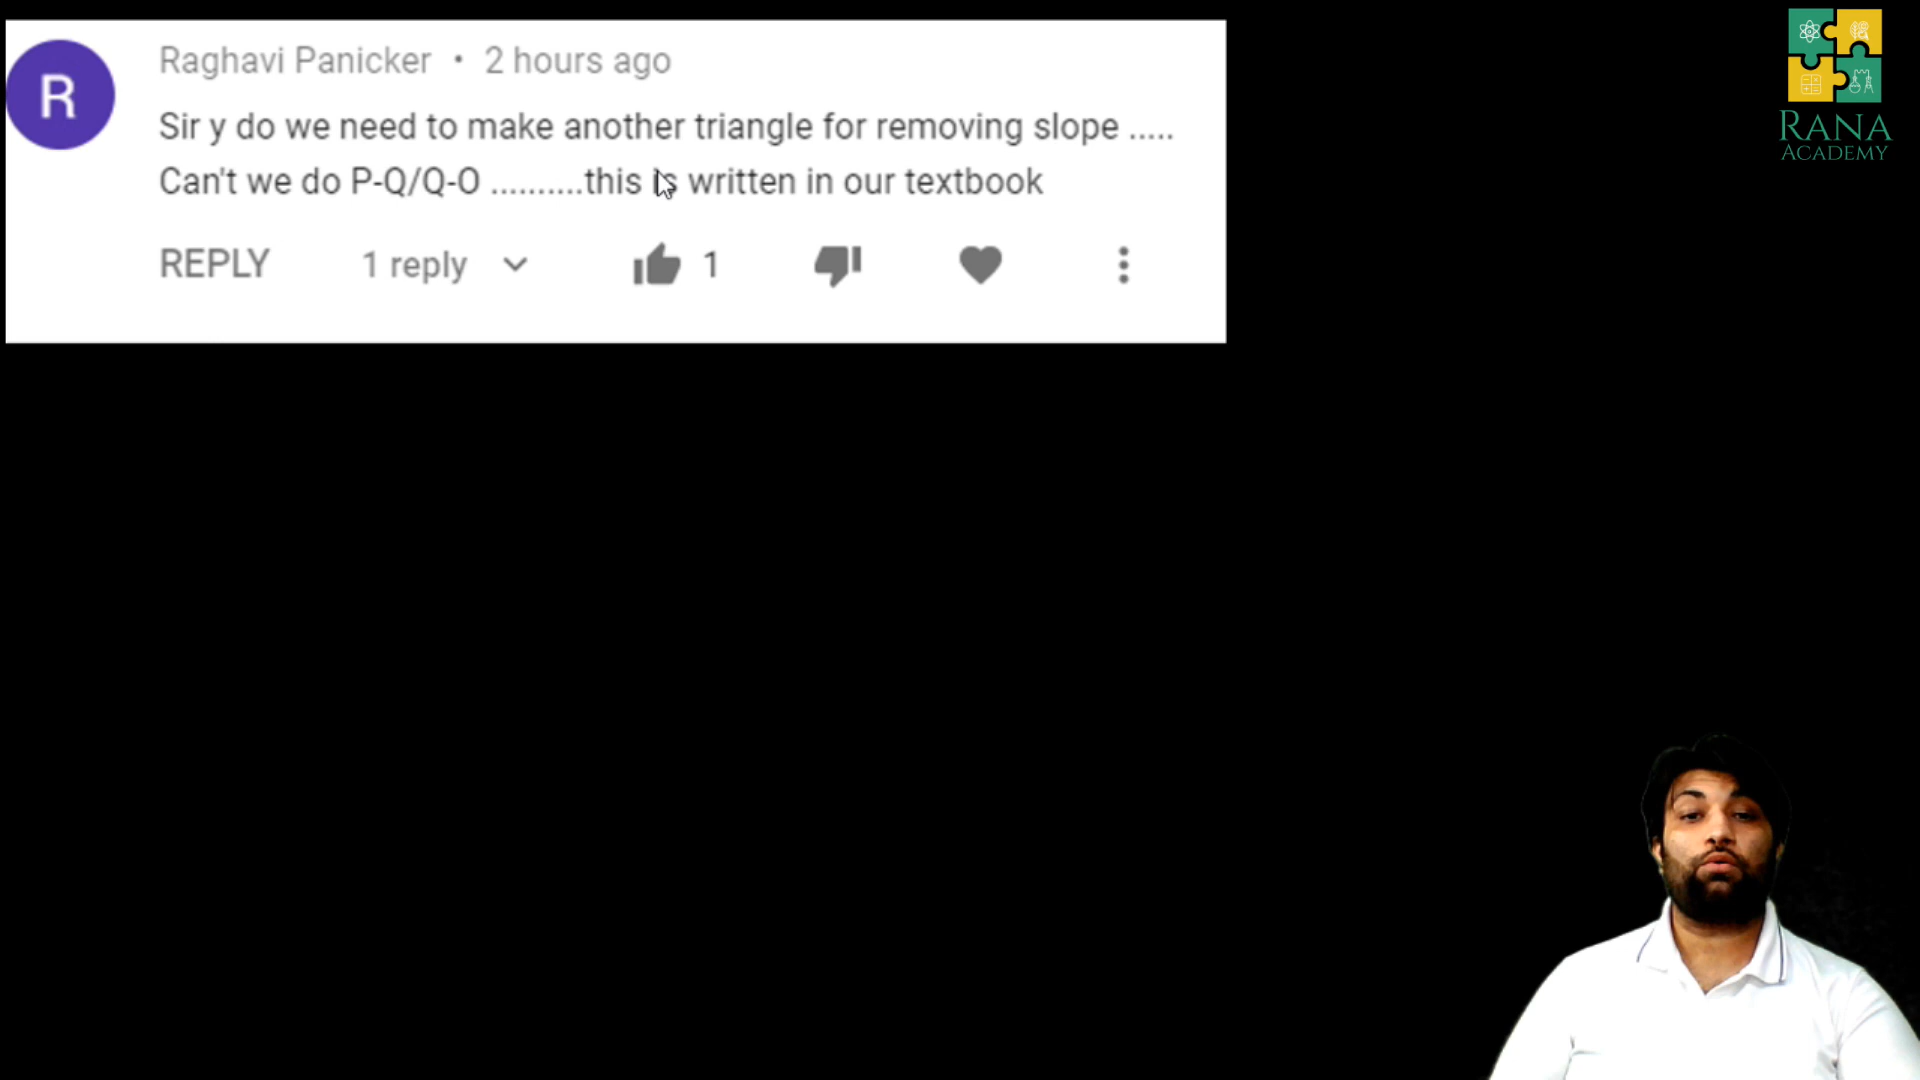 R
Raghavi Panicker • 2 hours ago
Sir y do we need to make another triangle for removing slope .....
Can't we do P-Q/Q-O ..........this is written in our textbook
REPLY 1 reply 1
RANA
ACADEMY